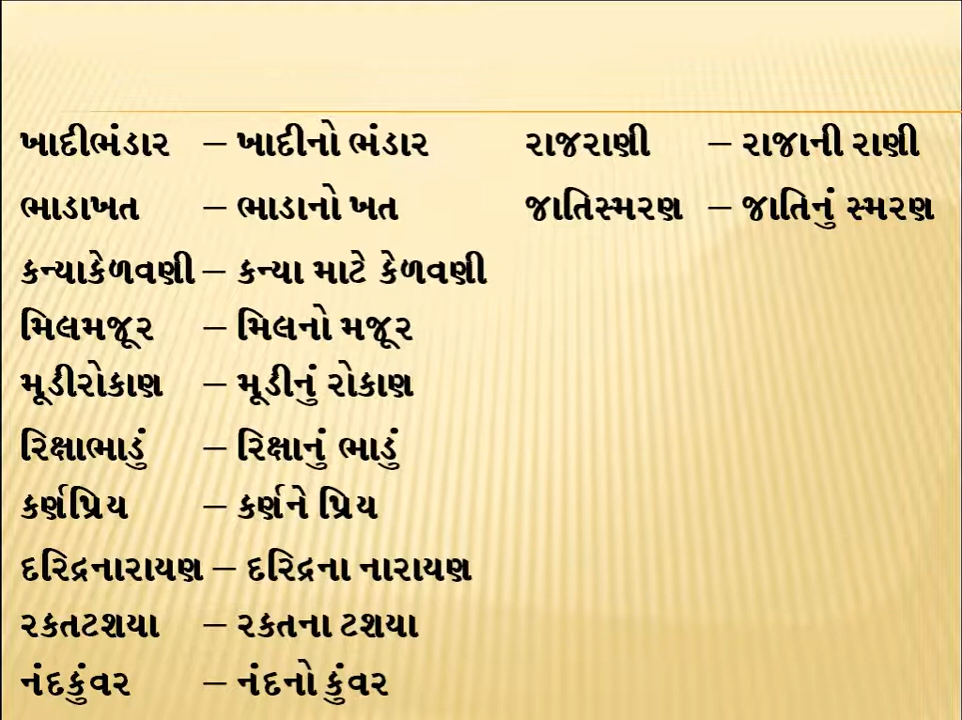 ખાદીભંડાર – ખાદીનો ભંડાર રાજરાણી – રાજાની રાણી
ભાડાખત – ભાડાનો ખત જાતિસ્મરણ – જાતિનું સ્મરણ
કન્યાકેળવણી – કન્યા માટે કેળવણી
મિલમજૂર – મિલનો મજૂર
મૂડીરોકાણ – મૂડીનું રોકાણ
રિક્ષાભાડું – રિક્ષાનું ભાડું
કર્ણપ્રિય – કર્ણને પ્રિય
દરિદ્રનારાયણ – દરિદ્રના નારાયણ
રકતટશયા – રકતના ટશયા
નંદકુંવર – નંદનો કુંવર